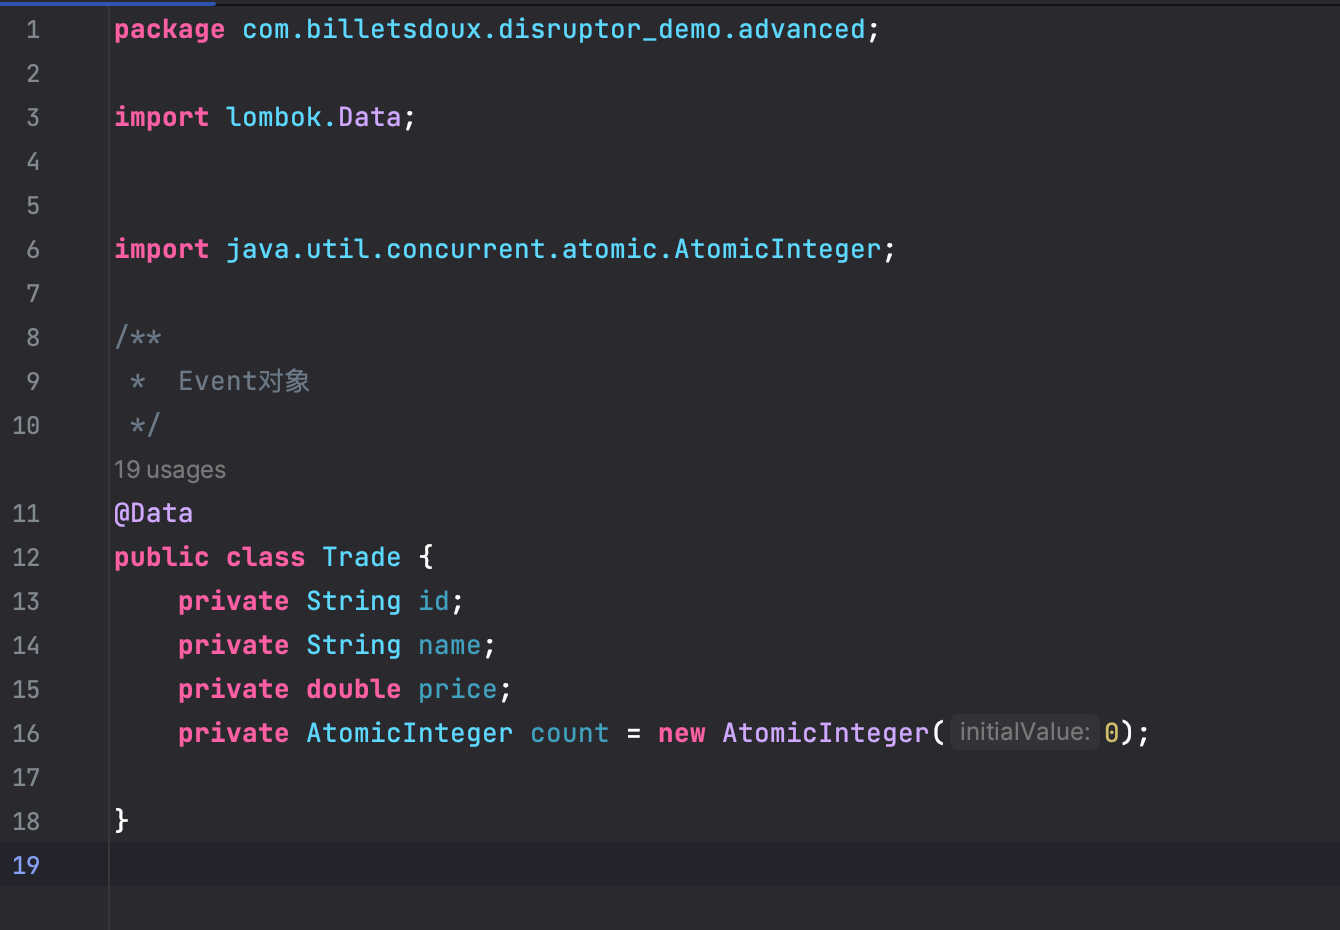 1 package com.billetsdoux.disruptor_demo.advanced;
2
3 import lombok.Data;
4
5
6 import java.util.concurrent.atomic.AtomicInteger;
7
8 /**
9  *  Event对象
10  */
19 usages
11 @Data
12 public class Trade {
13     private String id;
14     private String name;
15     private double price;
16     private AtomicInteger count = new AtomicInteger( initialValue: 0);
17
18 }
19